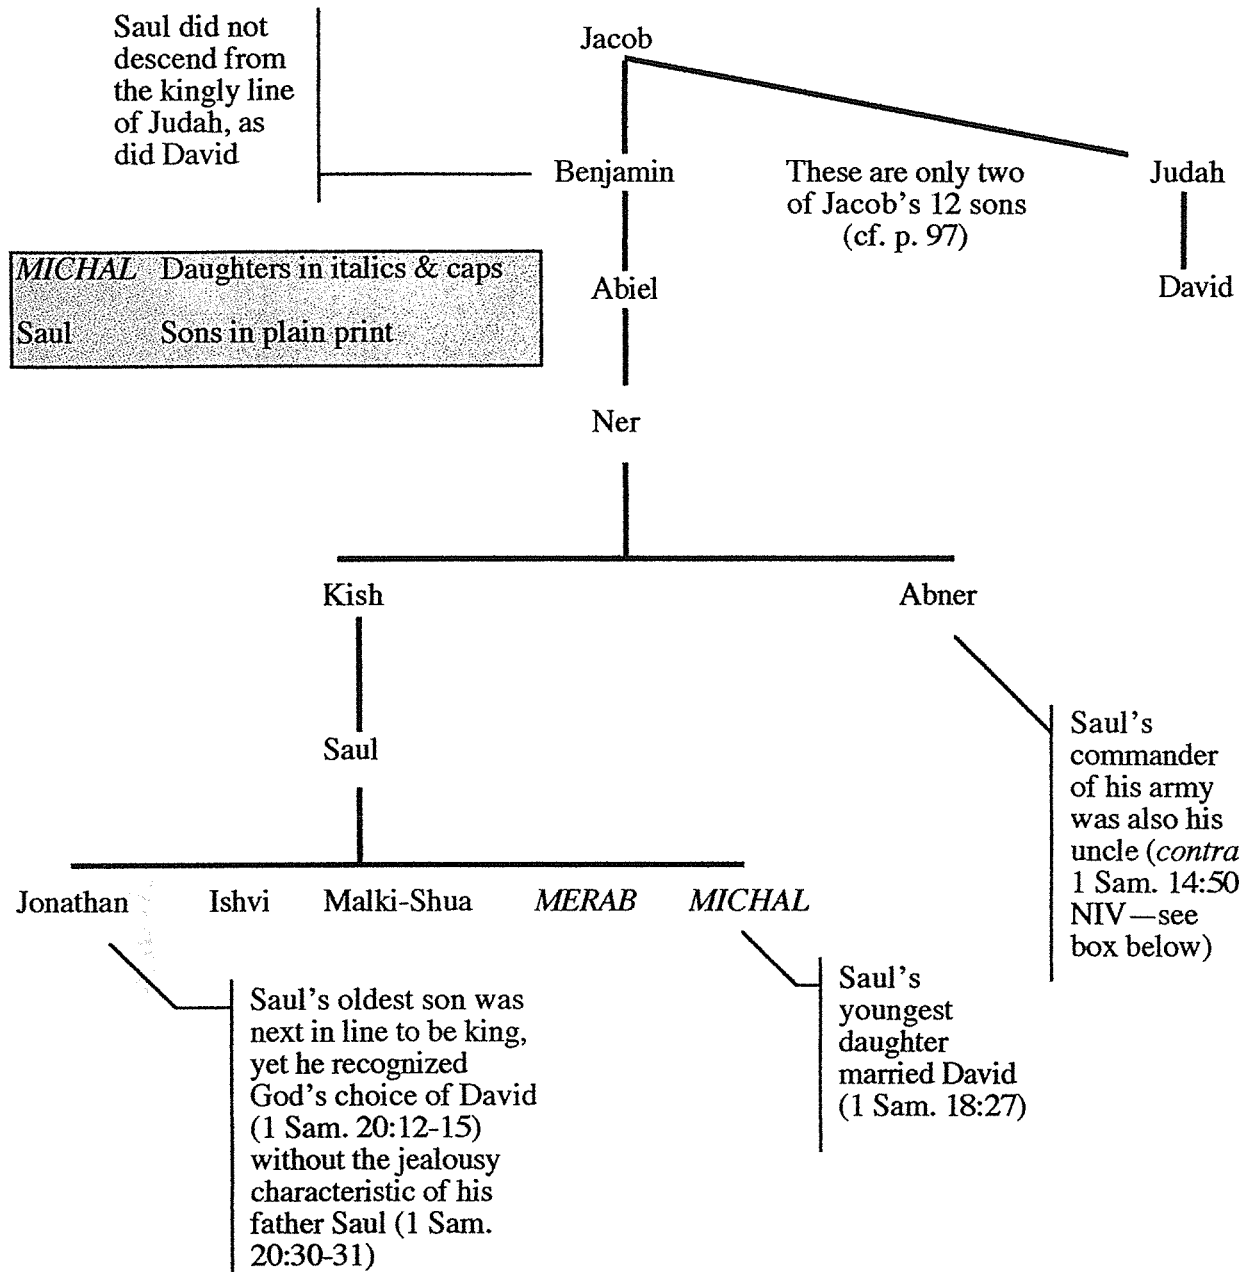 Saul did not
descend from
the kingly line
of Judah, as
did David
Jacob
Benjamin
These are only two
of Jacob's 12 sons
(cf. p. 97)
Judah
MICHAL Daughters in italics & caps
Saul Sons in plain print
Abiel
David
Ner
Kish
Abner
Saul
Saul's
commander
of his army
was also his
uncle (contra
1 Sam. 14:50
NIV—see
box below)
Jonathan Ishvi Malki-Shua MERAB MICHAL
Saul's oldest son was
next in line to be king,
yet he recognized
God's choice of David
(1 Sam. 20:12-15)
without the jealousy
characteristic of his
father Saul (1 Sam.
20:30-31)
Saul's
youngest
daughter
married David
(1 Sam. 18:27)